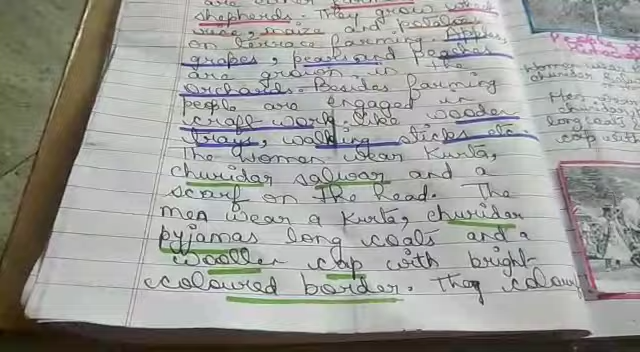 shepherds. They grow wheat
rice, maize and potatoes
on terrace farming. Apples,
grapes, pears and Peaches
are grown in the
orchards. Besides farming
people are engaged in
craft work like wooden
trays, walking sticks etc.
The women wear Kurta,
churidar salwar and a
scarf on the head. The
men wear a Kurta, churidar
pyjamas long coats and a
woollen cap with bright
coloured border. They colour